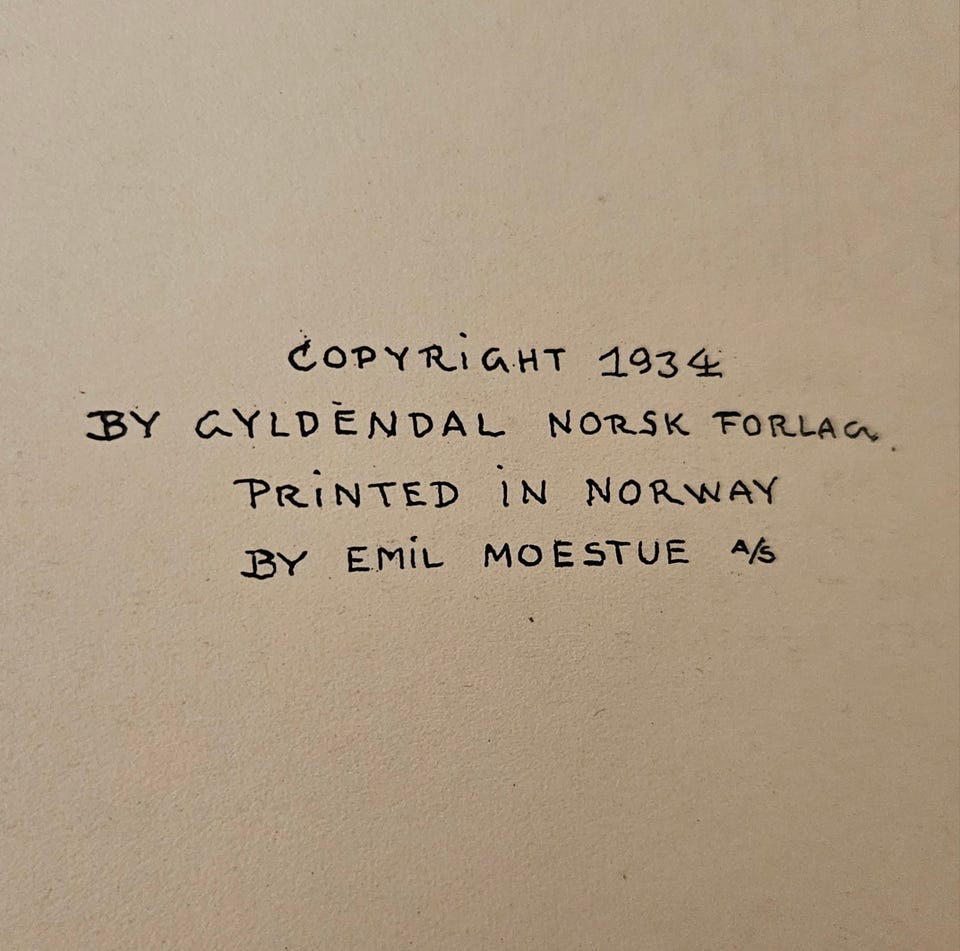 COPYRiGHT 1934
BY GYLDENDAL NORSK FORLAG.
PRiNTED iN NORWAY
BY EMiL MOESTUE A/S